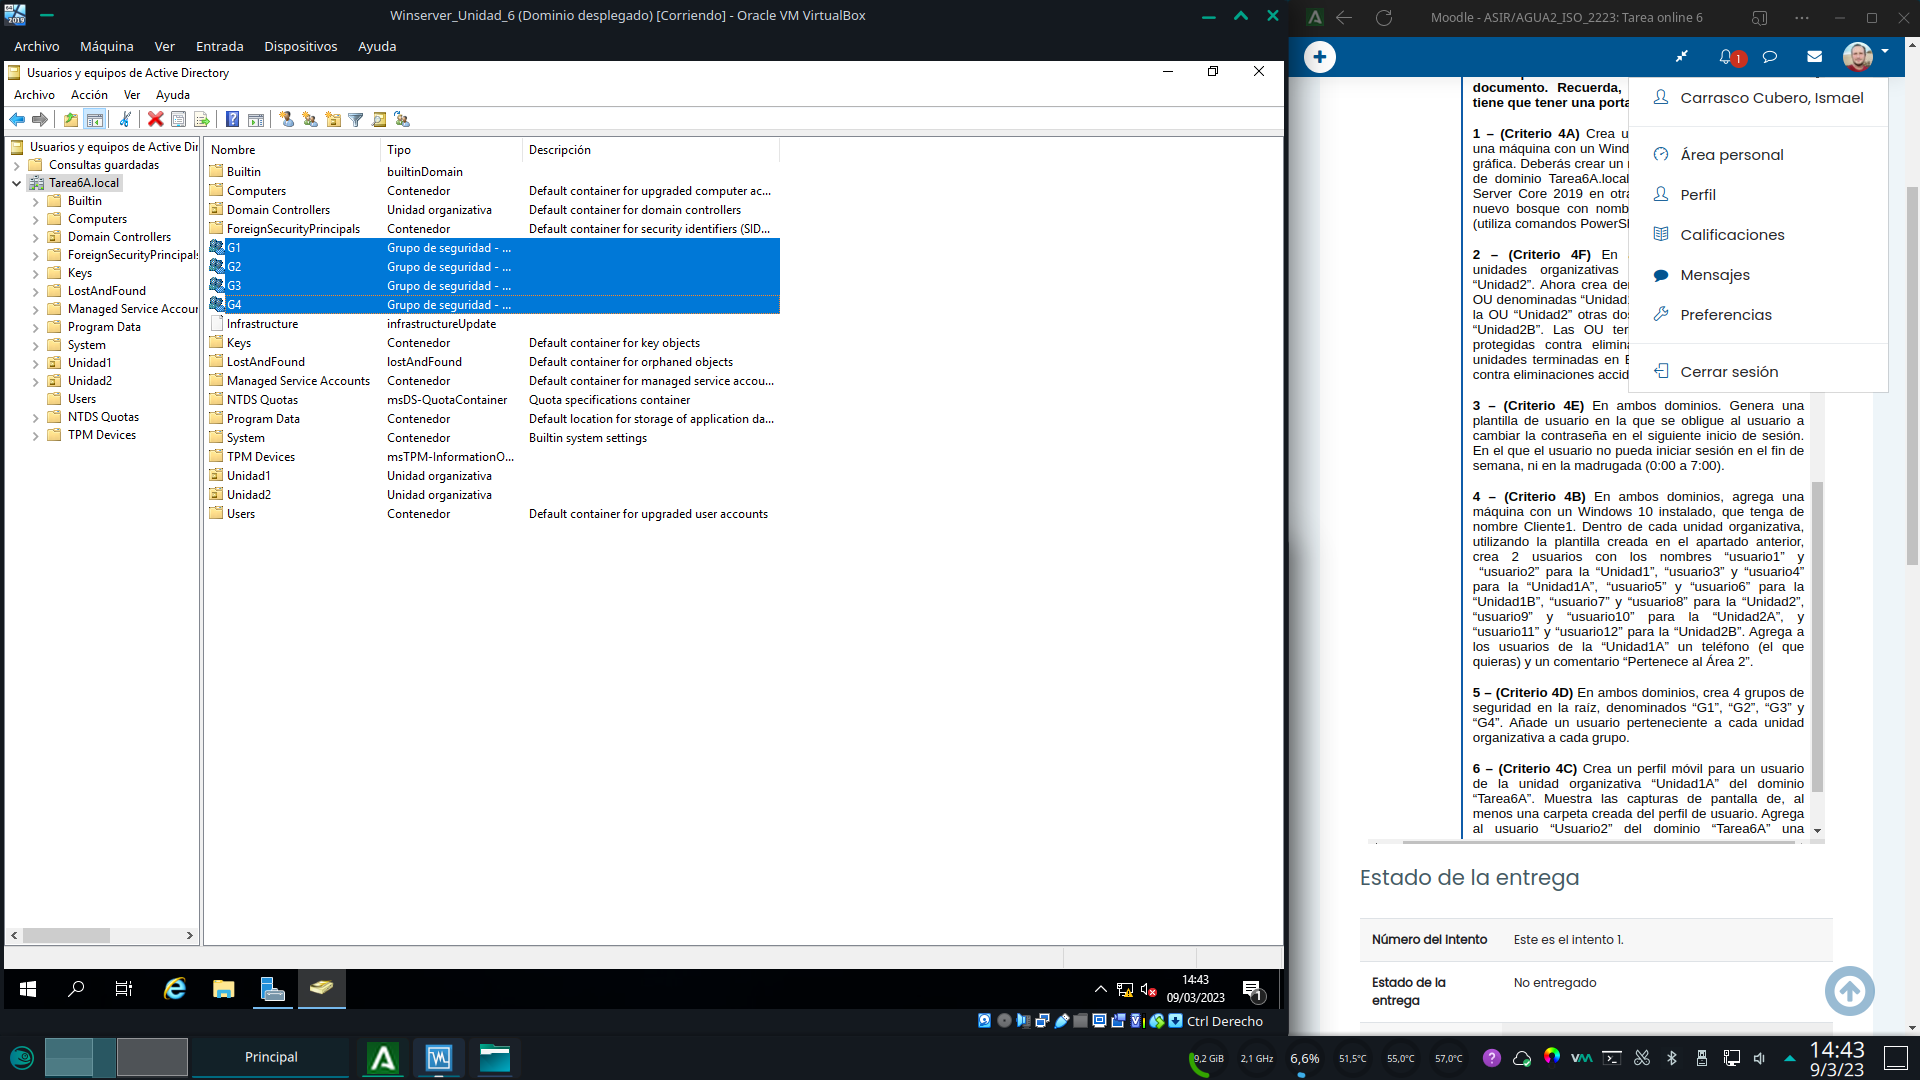 Winserver_Unidad_6 (Dominio desplegado) [Corriendo] - Oracle VM VirtualBox
Archivo Máquina Ver Entrada Dispositivos Ayuda
Usuarios y equipos de Active Directory
Archivo Acción Ver Ayuda
Usuarios y equipos de Active Dir
Consultas guardadas
Tarea6A.local
Builtin
Computers
Domain Controllers
ForeignSecurityPrincipals
Keys
LostAndFound
Managed Service Accour
Program Data
System
Unidad1
Unidad2
Users
NTDS Quotas
TPM Devices
Nombre Tipo Descripción
Builtin builtinDomain
Computers Contenedor Default container for upgraded computer ac...
Domain Controllers Unidad organizativa Default container for domain controllers
ForeignSecurityPrincipals Contenedor Default container for security identifiers (SID...
G1 Grupo de seguridad - ...
G2 Grupo de seguridad - ...
G3 Grupo de seguridad - ...
G4 Grupo de seguridad - ...
Infrastructure infrastructureUpdate
Keys Contenedor Default container for key objects
LostAndFound lostAndFound Default container for orphaned objects
Managed Service Accounts Contenedor Default container for managed service accou...
NTDS Quotas msDS-QuotaContainer Quota specifications container
Program Data Contenedor Default location for storage of application da...
System Contenedor Builtin system settings
TPM Devices msTPM-InformationO...
Unidad1 Unidad organizativa
Unidad2 Unidad organizativa
Users Contenedor Default container for upgraded user accounts
14:43
09/03/2023
1
Ctrl Derecho
Moodle - ASIR/AGUA2_ISO_2223: Tarea online 6
1
documento. Recuerda,
tiene que tener una porta
1 – (Criterio 4A) Crea u
una máquina con un Wind
gráfica. Deberás crear un
de dominio Tarea6A.local
Server Core 2019 en otra
nuevo bosque con nomb
(utiliza comandos PowerSh
2 – (Criterio 4F) En
unidades organizativas
“Unidad2”. Ahora crea den
OU denominadas “Unidad1
la OU “Unidad2” otras dos
“Unidad2B”. Las OU ter
protegidas contra elimina
unidades terminadas en B
contra eliminaciones accid
Carrasco Cubero, Ismael
Área personal
Perfil
Calificaciones
Mensajes
Preferencias
Cerrar sesión
3 – (Criterio 4E) En ambos dominios. Genera una
plantilla de usuario en la que se obligue al usuario a
cambiar la contraseña en el siguiente inicio de sesión.
En el que el usuario no pueda iniciar sesión en el fin de
semana, ni en la madrugada (0:00 a 7:00).
4 – (Criterio 4B) En ambos dominios, agrega una
máquina con un Windows 10 instalado, que tenga de
nombre Cliente1. Dentro de cada unidad organizativa,
utilizando la plantilla creada en el apartado anterior,
crea 2 usuarios con los nombres “usuario1” y
“usuario2” para la “Unidad1”, “usuario3” y “usuario4”
para la “Unidad1A”, “usuario5” y “usuario6” para la
“Unidad1B”, “usuario7” y “usuario8” para la “Unidad2”,
“usuario9” y “usuario10” para la “Unidad2A”, y
“usuario11” y “usuario12” para la “Unidad2B”. Agrega a
los usuarios de la “Unidad1A” un teléfono (el que
quieras) y un comentario “Pertenece al Área 2”.
5 – (Criterio 4D) En ambos dominios, crea 4 grupos de
seguridad en la raíz, denominados “G1”, “G2”, “G3” y
“G4”. Añade un usuario perteneciente a cada unidad
organizativa a cada grupo.
6 – (Criterio 4C) Crea un perfil móvil para un usuario
de la unidad organizativa “Unidad1A” del dominio
“Tarea6A”. Muestra las capturas de pantalla de, al
menos una carpeta creada del perfil de usuario. Agrega
al usuario “Usuario2” del dominio “Tarea6A” una
Estado de la entrega
Número del intento Este es el intento 1.
Estado de la entrega No entregado
Principal
9,2 GiB 2,1 GHz 6,6% 51,5°C 55,0°C 57,0°C
14:43
9/3/23